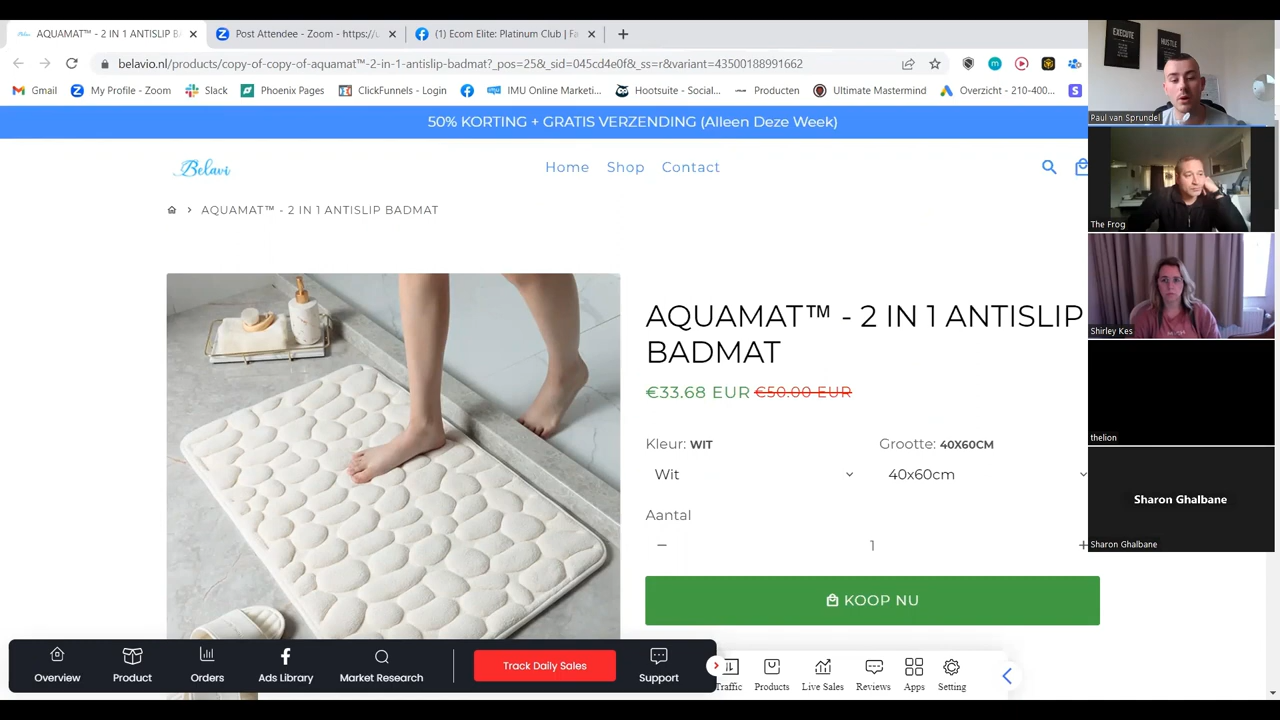 AQUAMAT™ - 2 IN 1 ANTISLIP B
Post Attendee - Zoom - https://u
(1) Ecom Elite: Platinum Club | Fa
belavi.nl/products/copy-of-copy-of-aquamat™-2-in-1-antislip-badmat?_pos=25&_sid=045cd4e0f&_ss=r&variant=43500188991662
Gmail
My Profile - Zoom
Slack
Phoenix Pages
ClickFunnels - Login
IMU Online Marketi...
Hootsuite - Social...
Producten
Ultimate Mastermind
Overzicht - 210-400...
50% KORTING + GRATIS VERZENDING (Alleen Deze Week)
Belavi
Home
Shop
Contact
AQUAMAT™ - 2 IN 1 ANTISLIP BADMAT
AQUAMAT™ - 2 IN 1 ANTISLIP
BADMAT
€33.68 EUR €50.00 EUR
Kleur: WIT
Grootte: 40X60CM
Wit
40x60cm
Aantal
− 1 +
KOOP NU
Overview
Product
Orders
Ads Library
Market Research
Track Daily Sales
Support
Traffic
Products
Live Sales
Reviews
Apps
Setting
EXECUTE
HUSTLE
Paul van Sprundel
The Frog
Shirley Kes
thelion
Sharon Ghalbane
Sharon Ghalbane